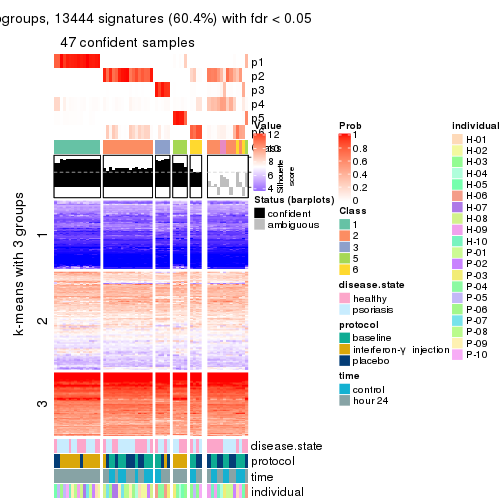 groups, 13444 signatures (60.4%) with fdr < 0.05
47 confident samples
p1
p2
p3
p4
p5
p6
Value
12
8
6
4
Silhouette
score
Status (barplots)
confident
ambiguous
Class
1
2
3
5
6
disease.state
healthy
psoriasis
protocol
baseline
interferon-γ injection
placebo
time
control
hour 24
Prob
1
0.8
0.6
0.4
0.2
0
individual
H-01
H-02
H-03
H-04
H-05
H-06
H-07
H-08
H-09
H-10
P-01
P-02
P-03
P-04
P-05
P-06
P-07
P-08
P-09
P-10
k-means with 3 groups
1
2
3
disease.state
protocol
time
individual